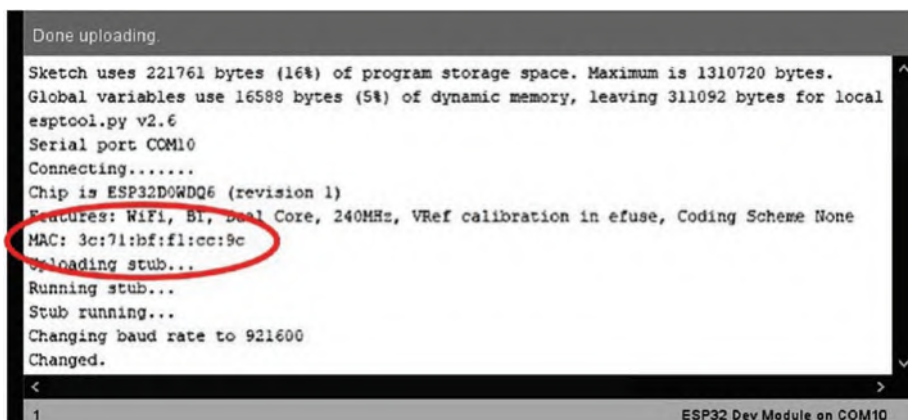 Done uploading.
Sketch uses 221761 bytes (16%) of program storage space. Maximum is 1310720 bytes.
Global variables use 16588 bytes (5%) of dynamic memory, leaving 311092 bytes for local
esptool.py v2.6
Serial port COM10
Connecting.......
Chip is ESP32D0WDQ6 (revision 1)
Features: WiFi, BT, Dual Core, 240MHz, VRef calibration in efuse, Coding Scheme None
MAC: 3c:71:bf:f1:cc:9c
Uploading stub...
Running stub...
Stub running...
Changing baud rate to 921600
Changed.
1 ESP32 Dev Module on COM10